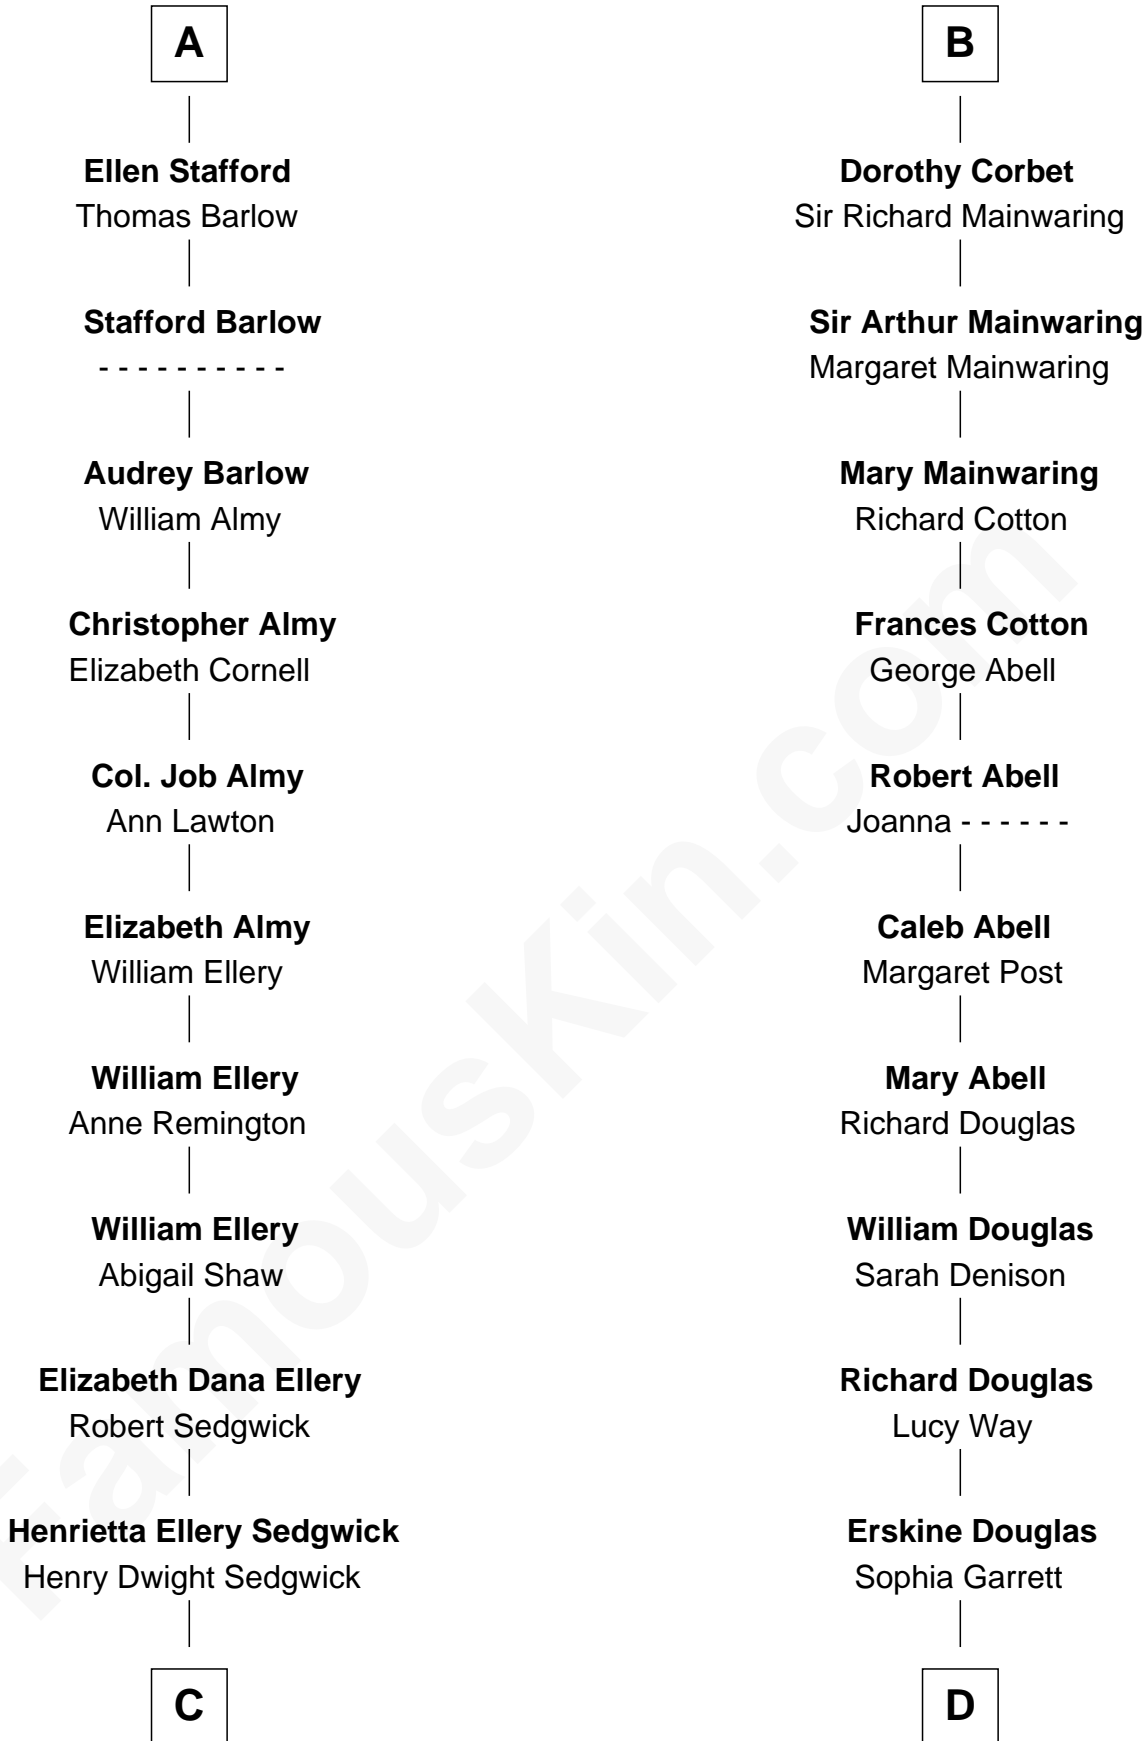 A
Ellen Stafford
Thomas Barlow
Stafford Barlow
- - - - - - - - - -
Audrey Barlow
William Almy
Christopher Almy
Elizabeth Cornell
Col. Job Almy
Ann Lawton
Elizabeth Almy
William Ellery
William Ellery
Anne Remington
William Ellery
Abigail Shaw
Elizabeth Dana Ellery
Robert Sedgwick
Henrietta Ellery Sedgwick
Henry Dwight Sedgwick
C
B
Dorothy Corbet
Sir Richard Mainwaring
Sir Arthur Mainwaring
Margaret Mainwaring
Mary Mainwaring
Richard Cotton
Frances Cotton
George Abell
Robert Abell
Joanna - - - - - -
Caleb Abell
Margaret Post
Mary Abell
Richard Douglas
William Douglas
Sarah Denison
Richard Douglas
Lucy Way
Erskine Douglas
Sophia Garrett
D
FamousKin.com